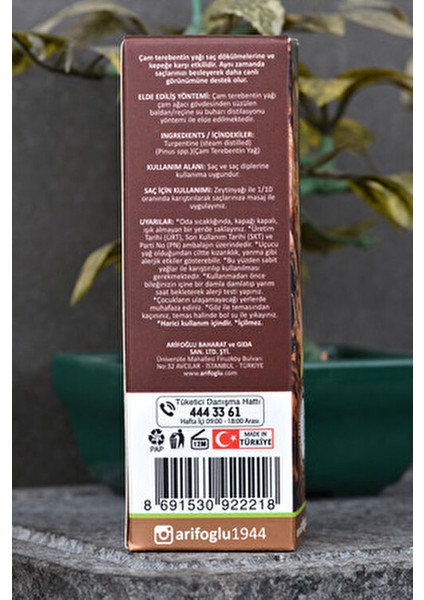 Çam terebentin yağı saç dökülmelerine ve
kepeğe karşı etkilidir. Aynı zamanda
saçlarınızı besleyerek daha canlı
görünümüne destek olur.
ELDE EDİLİŞ YÖNTEMİ: Çam terebentin yağı
çam ağacı gövdesinden süzülen
baldan/reçine su buharı distilasyonu
yöntemi ile elde edilmektedir.
INGREDIENTS / İÇİNDEKİLER:
Turpentine (steam distilled)
(Pinus spp.)(Çam Terebentin Yağ)
KULLANIM ALANI: Saç ve saç diplerine
kullanıma uygundur.
SAÇ İÇİN KULLANIMI: Zeytinyağı ile 1/10
oranında karıştırılarak saçlarınıza masaj ile
uygulayınız.
UYARILAR: *Oda sıcaklığında, kapağı kapalı,
ışık almayan bir yerde saklayınız. *Üretim
Tarihi (ÜRT), Son Kullanım Tarihi (SKT) ve
Parti No (PN) ambalajın üzerindedir. *Uçucu
yağ olduğundan ciltte kızarıklık, yanma gibi
alerjik etkiler gösterebilir. *Bu yüzden sabit
yağlar ile karıştırılıp kullanılması
gerekmektedir. *Kullanmadan önce
bileğinizin içine bir damla damlatıp yarım
saat bekleterek alerji testi yapınız.
*Çocukların ulaşamayacağı yerlerde
muhafaza ediniz. *Göz ile temasından
kaçınınız, temas halinde bol su ile yıkayınız.
*Harici kullanım içindir. *İçilmez.
ARİFOĞLU BAHARAT ve GIDA
SAN. LTD. ŞTİ.
Üniversite Mahallesi Firuzköy Bulvarı
No:32 AVCILAR - İSTANBUL - TÜRKİYE
www.arifoglu.com
Tüketici Danışma Hattı
444 33 61
Hafta İçi 09:00 - 18:00 Arası
PAP
12M
MADE IN
TÜRKİYE
8 691530 922218
arifoglu1944